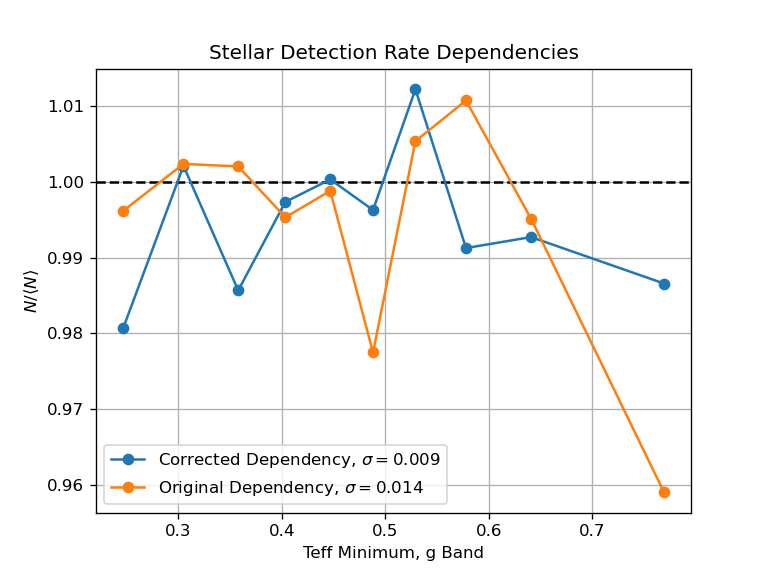 Stellar Detection Rate Dependencies
1.01
1.00
0.99
0.98
0.97
0.96
N/⟨N⟩
Corrected Dependency, σ = 0.009
Original Dependency, σ = 0.014
0.3 0.4 0.5 0.6 0.7
Teff Minimum, g Band